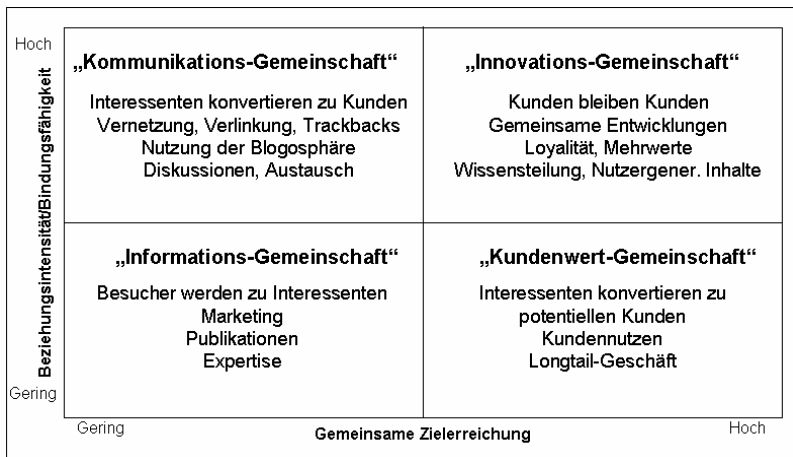 Hoch
Beziehungsintensität/Bindungsfähigkeit
Gering
„Kommunikations-Gemeinschaft“
Interessenten konvertieren zu Kunden
Vernetzung, Verlinkung, Trackbacks
Nutzung der Blogosphäre
Diskussionen, Austausch
„Innovations-Gemeinschaft“
Kunden bleiben Kunden
Gemeinsame Entwicklungen
Loyalität, Mehrwerte
Wissensteilung, Nutzergener. Inhalte
„Informations-Gemeinschaft“
Besucher werden zu Interessenten
Marketing
Publikationen
Expertise
„Kundenwert-Gemeinschaft“
Interessenten konvertieren zu
potentiellen Kunden
Kundennutzen
Longtail-Geschäft
Gering
Gemeinsame Zielerreichung
Hoch